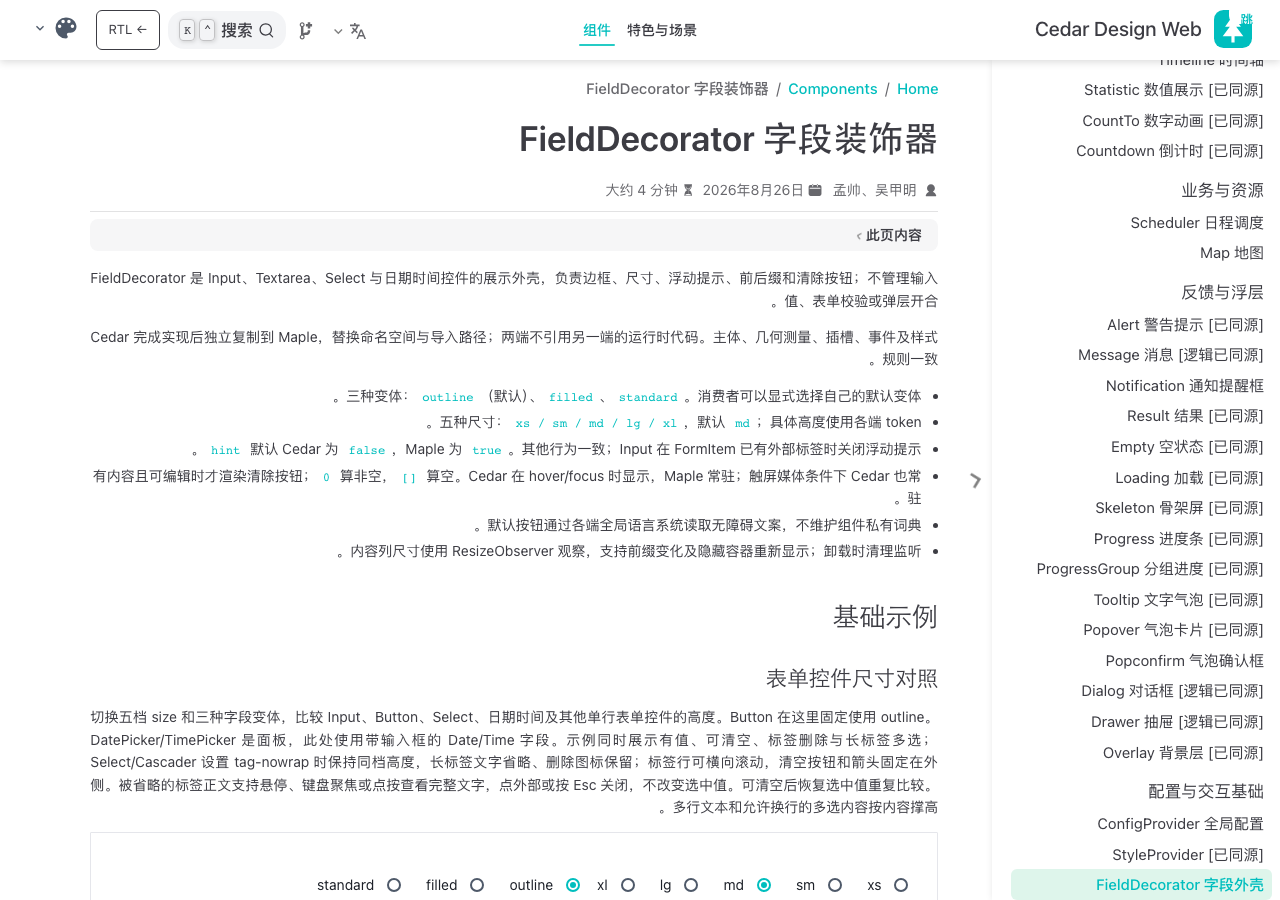 跳
Cedar Design Web
特色与场景
组件
搜索
^
K
RTL ←
Timeline 时间轴
Statistic 数值展示 [已同源]
CountTo 数字动画 [已同源]
Countdown 倒计时 [已同源]
业务与资源
Scheduler 日程调度
Map 地图
反馈与浮层
Alert 警告提示 [已同源]
Message 消息 [逻辑已同源]
Notification 通知提醒框
Result 结果 [已同源]
Empty 空状态 [已同源]
Loading 加载 [已同源]
Skeleton 骨架屏 [已同源]
Progress 进度条 [已同源]
ProgressGroup 分组进度 [已同源]
Tooltip 文字气泡 [已同源]
Popover 气泡卡片 [已同源]
Popconfirm 气泡确认框
Dialog 对话框 [逻辑已同源]
Drawer 抽屉 [逻辑已同源]
Overlay 背景层 [已同源]
配置与交互基础
ConfigProvider 全局配置
StyleProvider [已同源]
FieldDecorator 字段外壳
Home / Components / FieldDecorator 字段装饰器
FieldDecorator 字段装饰器
孟帅、吴甲明 2026年8月26日 大约 4 分钟
此页内容
FieldDecorator 是 Input、Textarea、Select 与日期时间控件的展示外壳，负责边框、尺寸、浮动提示、前后缀和清除按钮；不管理输入
值、表单校验或弹层开合。
Cedar 完成实现后独立复制到 Maple，替换命名空间与导入路径；两端不引用另一端的运行时代码。主体、几何测量、插槽、事件及样式
规则一致。
三种变体： outline （默认）、 filled 、 standard 。消费者可以显式选择自己的默认变体。
五种尺寸： xs / sm / md / lg / xl ，默认 md ；具体高度使用各端 token。
hint 默认 Cedar 为 false ，Maple 为 true 。其他行为一致；Input 在 FormItem 已有外部标签时关闭浮动提示。
有内容且可编辑时才渲染清除按钮； 0 算非空， [] 算空。Cedar 在 hover/focus 时显示，Maple 常驻；触屏媒体条件下 Cedar 也常
驻。
默认按钮通过各端全局语言系统读取无障碍文案，不维护组件私有词典。
内容列尺寸使用 ResizeObserver 观察，支持前缀变化及隐藏容器重新显示；卸载时清理监听。
基础示例
表单控件尺寸对照
切换五档 size 和三种字段变体，比较 Input、Button、Select、日期时间及其他单行表单控件的高度。Button 在这里固定使用 outline。
DatePicker/TimePicker 是面板，此处使用带输入框的 Date/Time 字段。示例同时展示有值、可清空、标签删除与长标签多选；
Select/Cascader 设置 tag-nowrap 时保持同档高度，长标签文字省略、删除图标保留；标签行可横向滚动，清空按钮和箭头固定在外
侧。被省略的标签正文支持悬停、键盘聚焦或点按查看完整文字，点外部或按 Esc 关闭，不改变选中值。可清空后恢复选中值重复比较。
多行文本和允许换行的多选内容按内容撑高。
xs sm md lg xl outline filled standard